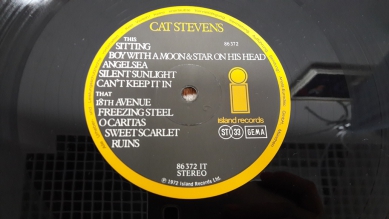 CAT STEVENS
THIS
SITTING
86 372
BOY WITH A MOON & STAR ON HIS HEAD
ANGELSEA
SILENT SUNLIGHT
CAN'T KEEP IT IN
THAT
18TH AVENUE
FREEZING STEEL
O CARITAS
SWEET SCARLET
RUINS
i
island records
ST 33 GEMA
86 372 IT
STEREO
℗ 1972 Island Records Ltd.